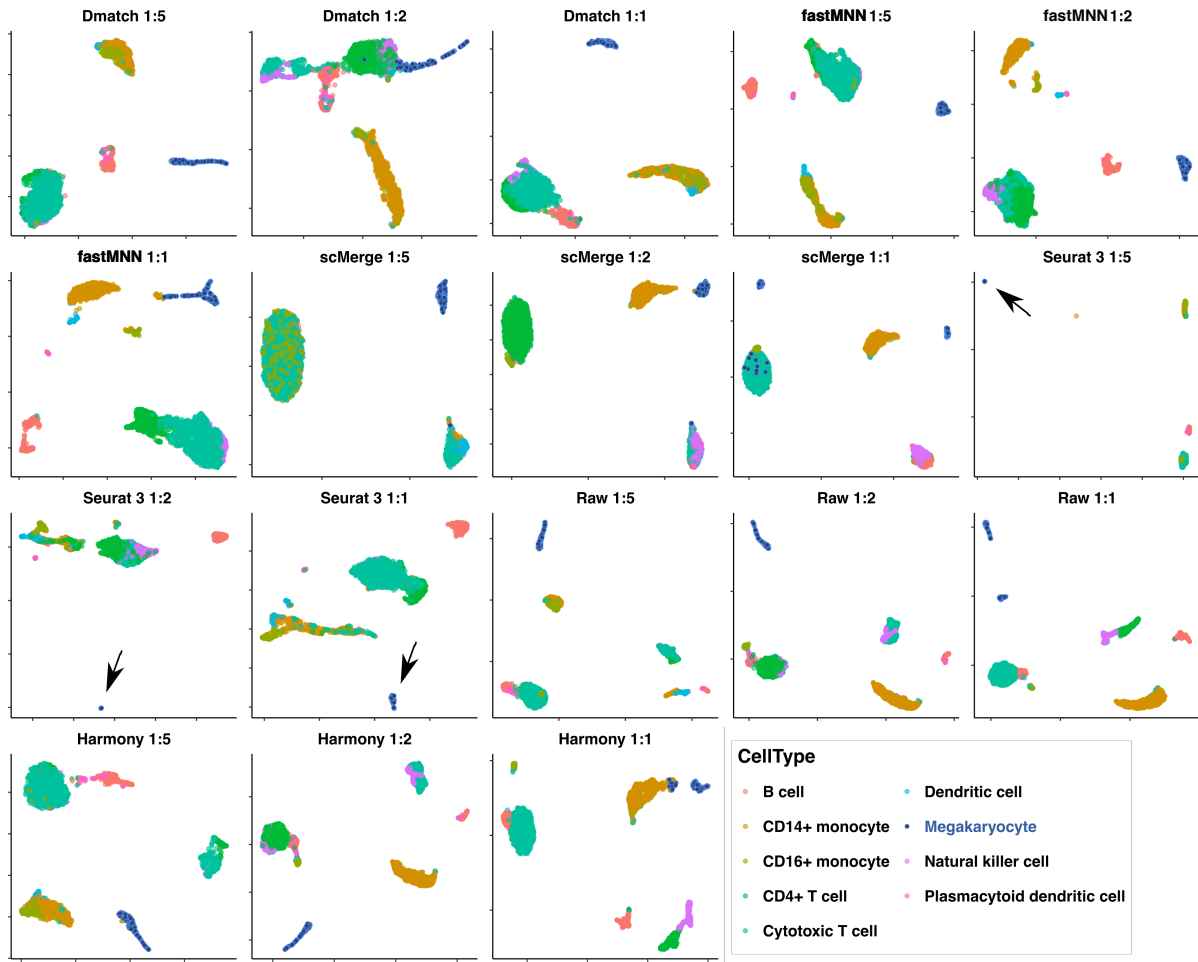 Dmatch 1:5
Dmatch 1:2
Dmatch 1:1
fastMNN 1:5
fastMNN 1:2
fastMNN 1:1
scMerge 1:5
scMerge 1:2
scMerge 1:1
Seurat 3 1:5
Seurat 3 1:2
Seurat 3 1:1
Raw 1:5
Raw 1:2
Raw 1:1
Harmony 1:5
Harmony 1:2
Harmony 1:1
CellType
B cell
CD14+ monocyte
CD16+ monocyte
CD4+ T cell
Cytotoxic T cell
Dendritic cell
Megakaryocyte
Natural killer cell
Plasmacytoid dendritic cell